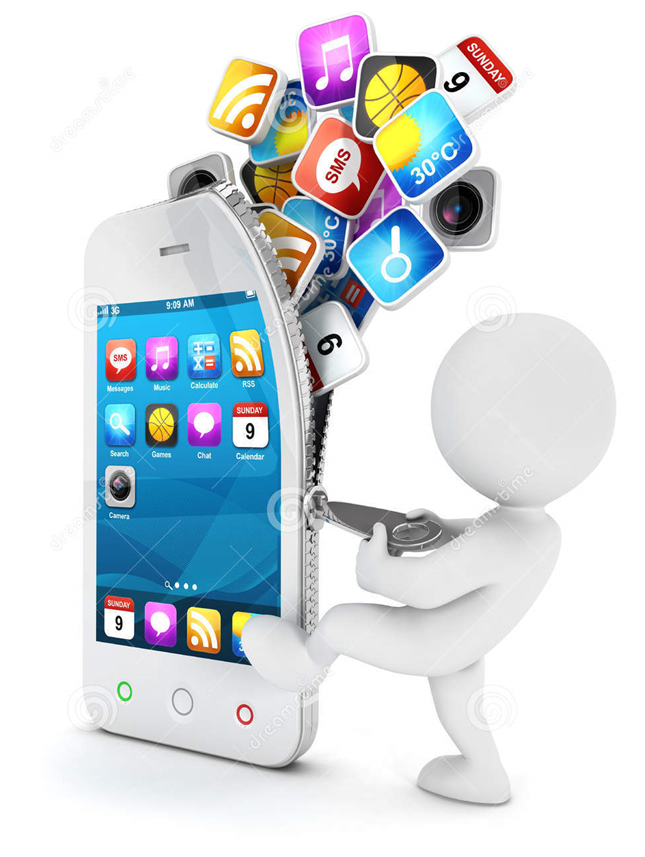 SUNDAY
9
SMS
30°C
30°C
9
3G 9:09 AM
SMS
Messages Music Calculate RSS
SUNDAY
9
Search Games Chat Calendar
Camera
SUNDAY
9
dreamstime